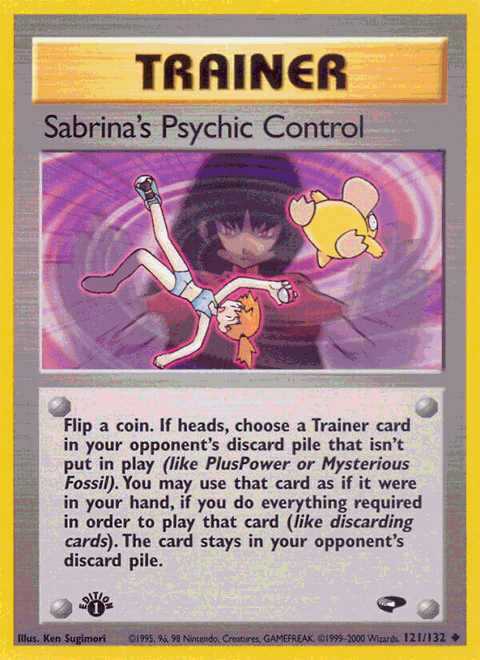 TRAINER
Sabrina's Psychic Control
Flip a coin. If heads, choose a Trainer card
in your opponent's discard pile that isn't
put in play (like PlusPower or Mysterious
Fossil). You may use that card as if it were
in your hand, if you do everything required
in order to play that card (like discarding
cards). The card stays in your opponent's
discard pile.
EDITION
1
Illus. Ken Sugimori ©1995, 96, 98 Nintendo, Creatures, GAMEFREAK. ©1999-2000 Wizards. 121/132